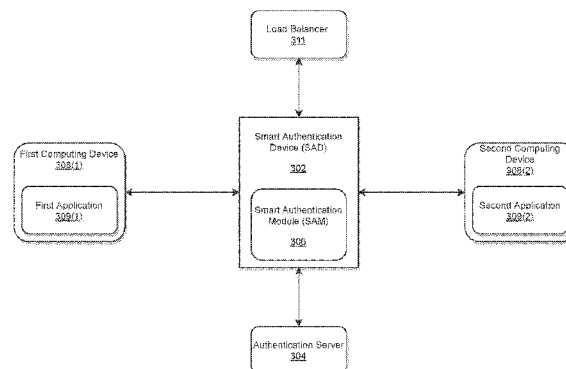 Load Balancer
311
Smart Authentication
Device (SAD)
302
First Computing Device
308(1)
First Application
309(1)
Smart Authentication
Module (SAM)
306
Second Computing
Device
308(2)
Second Application
309(2)
Authentication Server
304